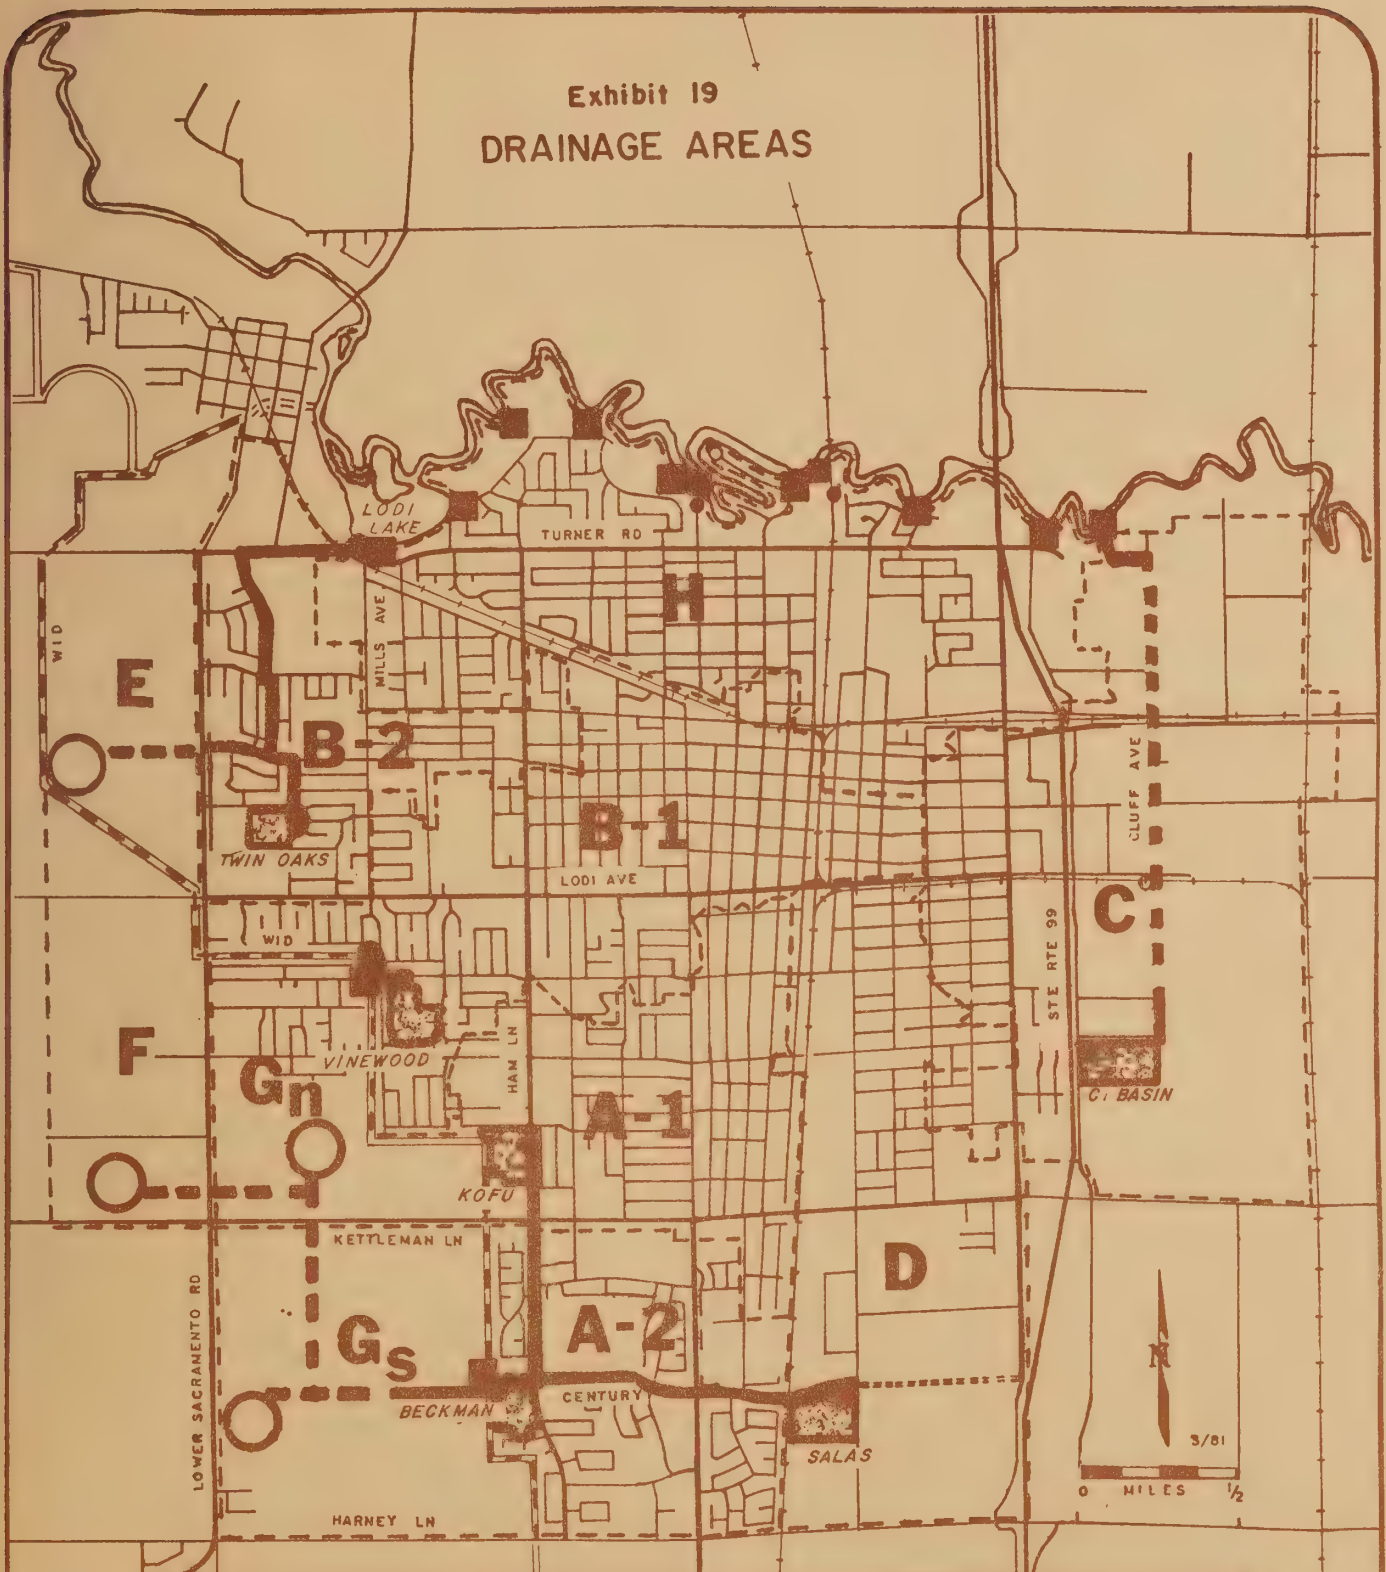 Exhibit 19
DRAINAGE AREAS
LODI
LAKE
TURNER RD
H
MILLS AVE
WID
E
B-2
CLUFF AVE
B-1
TWIN OAKS
LODI AVE
C
WID
STE RTE 99
F
VINEWOOD
HAM LN
Gn
A-1
C1 BASIN
KOFU
KETTLEMAN LN
D
LOWER SACRAMENTO RD
Gs
A-2
N
CENTURY
BECKMAN
3/81
SALAS
0 MILES 1/2
HARNEY LN